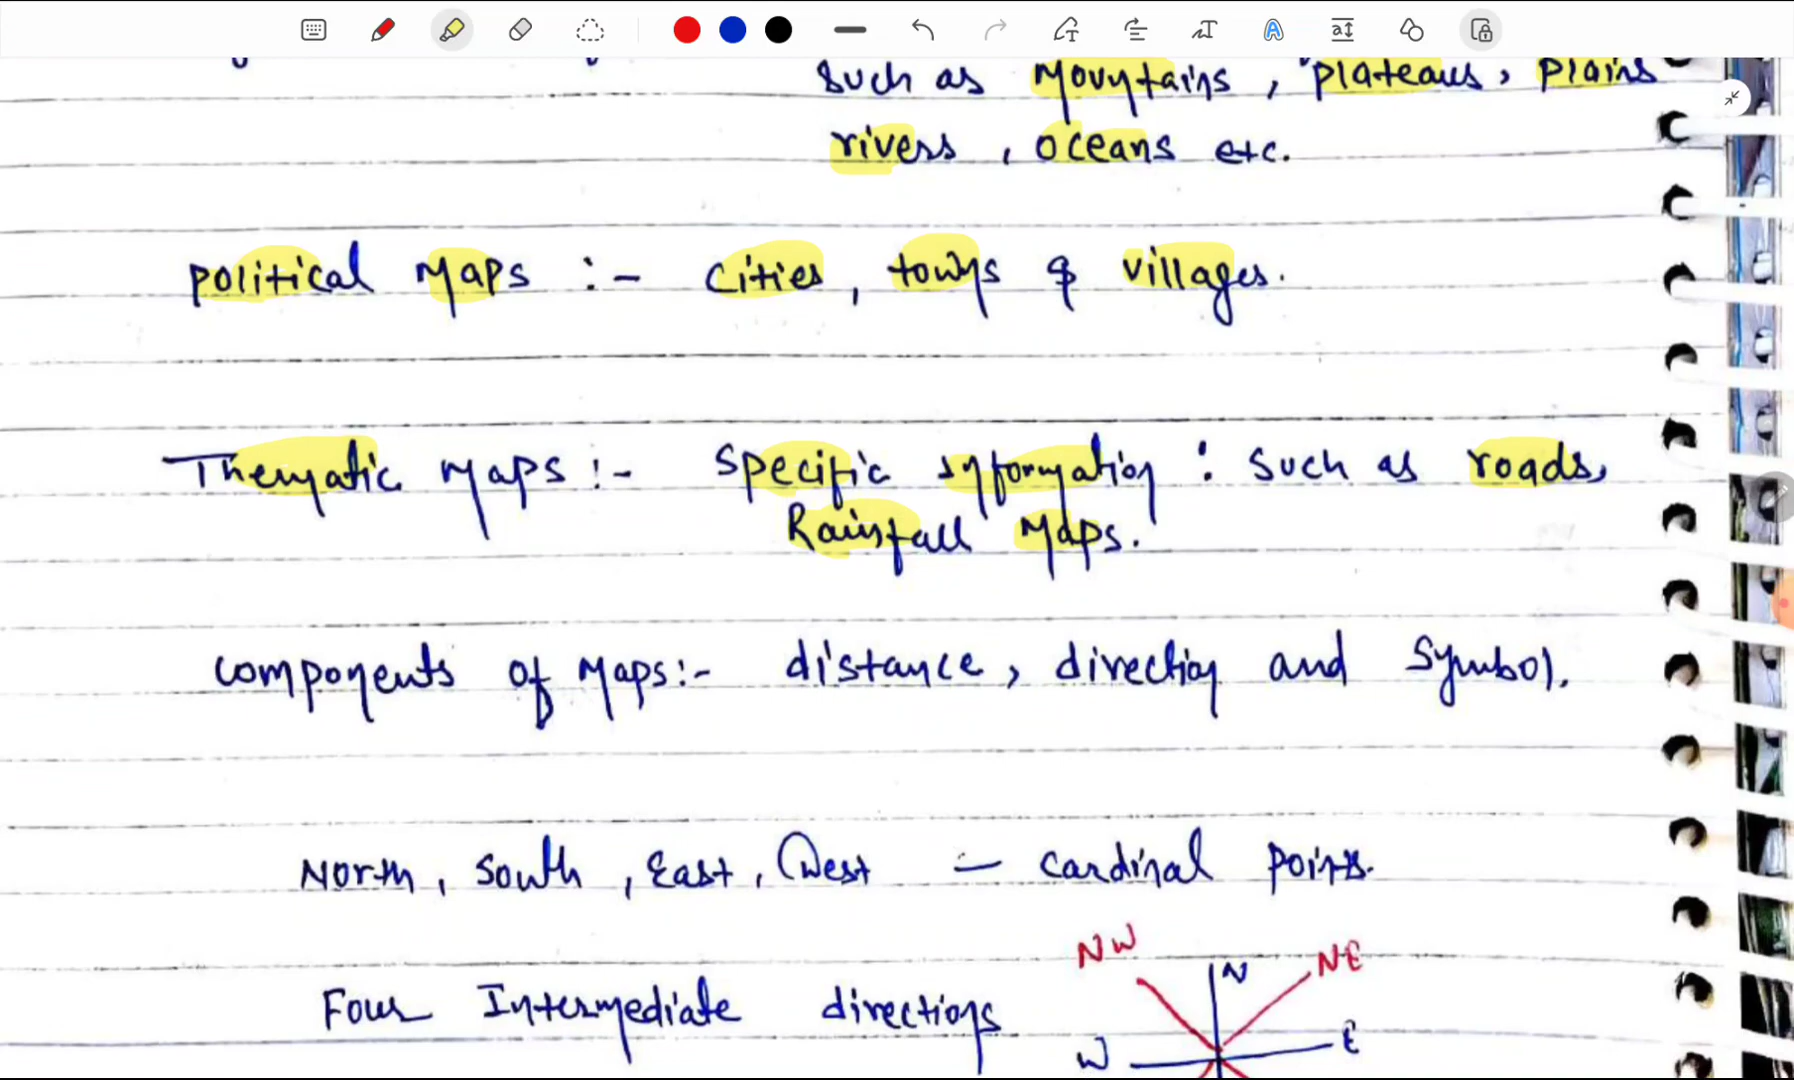 such as Mountains, plateaus, plains
rivers, oceans etc.
political Maps :- cities, towns & villages.
Thematic Maps :- Specific information : such as roads,
Rainfall Maps.
components of Maps :- distance, direction and Symbol.
North, South, East, West - cardinal points.
Four Intermediate directions
NW N NE
W E